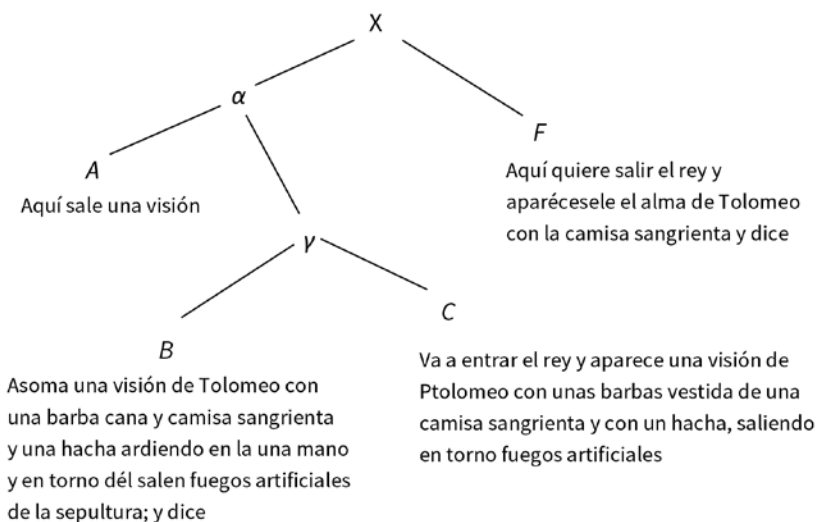 X
α
A
Aquí sale una visión
F
Aquí quiere salir el rey y
aparécesele el alma de Tolomeo
con la camisa sangrienta y dice
γ
B
Asoma una visión de Tolomeo con
una barba cana y camisa sangrienta
y una hacha ardiendo en la una mano
y en torno dél salen fuegos artificiales
de la sepultura; y dice
C
Va a entrar el rey y aparece una visión de
Ptolomeo con unas barbas vestida de una
camisa sangrienta y con un hacha, saliendo
en torno fuegos artificiales